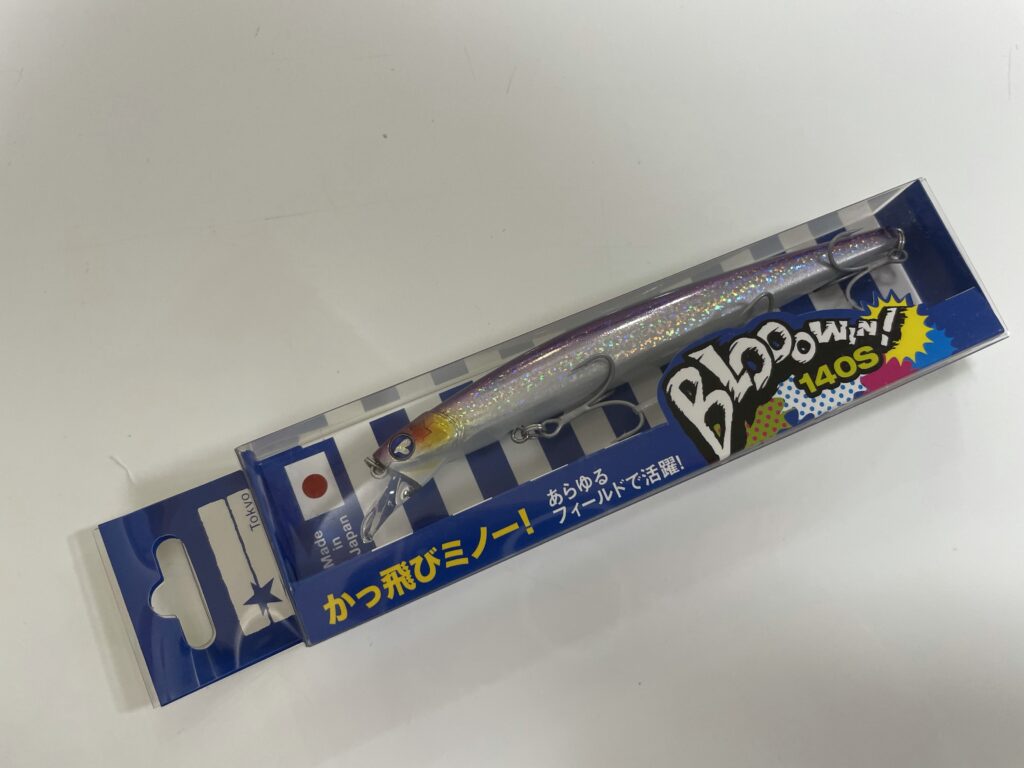 BLOOOWIN!
140S
あらゆる
フィールドで活躍!
かっ飛びミノー!
Made
in
Japan
Tokyo